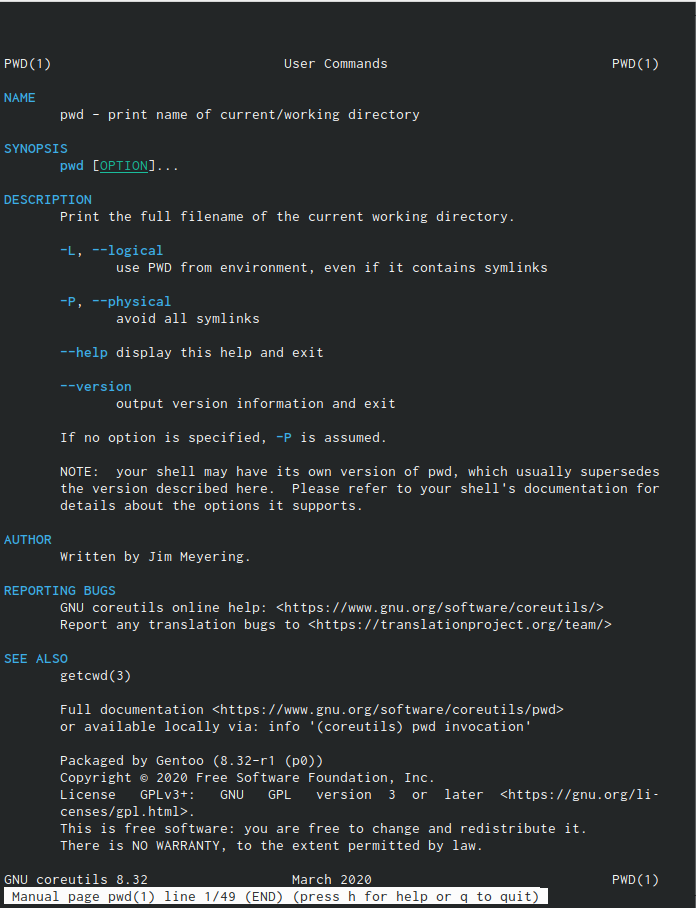 PWD(1) User Commands PWD(1)
NAME
pwd - print name of current/working directory
SYNOPSIS
pwd [OPTION]...
DESCRIPTION
Print the full filename of the current working directory.
-L, --logical
use PWD from environment, even if it contains symlinks
-P, --physical
avoid all symlinks
--help display this help and exit
--version
output version information and exit
If no option is specified, -P is assumed.
NOTE:  your shell may have its own version of pwd, which usually supersedes
the version described here.  Please refer to your shell's documentation for
details about the options it supports.
AUTHOR
Written by Jim Meyering.
REPORTING BUGS
GNU coreutils online help: <https://www.gnu.org/software/coreutils/>
Report any translation bugs to <https://translationproject.org/team/>
SEE ALSO
getcwd(3)
Full documentation <https://www.gnu.org/software/coreutils/pwd>
or available locally via: info '(coreutils) pwd invocation'
Packaged by Gentoo (8.32-r1 (p0))
Copyright © 2020 Free Software Foundation, Inc.
License GPLv3+: GNU GPL version 3 or later <https://gnu.org/li-
censes/gpl.html>.
This is free software: you are free to change and redistribute it.
There is NO WARRANTY, to the extent permitted by law.
GNU coreutils 8.32 March 2020 PWD(1)
Manual page pwd(1) line 1/49 (END) (press h for help or q to quit)